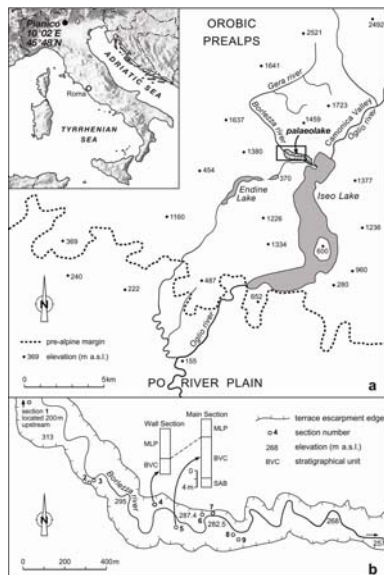 Pianico
10°02'E
45°48'N
Roma
ADRIATIC SEA
TYRRHENIAN
SEA
OROBIC
PREALPS
2521
2492
1641
Gera river
1723
1637
Borlezza river
1459
palaeolake
Camonica Valley
Oglio river
1380
454
370
1377
Endine
Lake
Iseo Lake
1160
1226
1236
369
1334
600
240
222
487
960
280
652
Oglio river
N
155
pre-alpine margin
369 elevation (m a.s.l.)
0 5km
PO RIVER PLAIN
a
section 1
located 200m
upstream
313
Wall Section
MLP
BVC
Main
Section
MLP
BVC
SAB
0
4 m
terrace escarpment edge
4 section number
268 elevation (m a.s.l.)
BVC stratigraphical unit
Borlezza river
2
3
295
4
287.4
5
6
7
282.5
8
9
268
N
0 200 400m
b